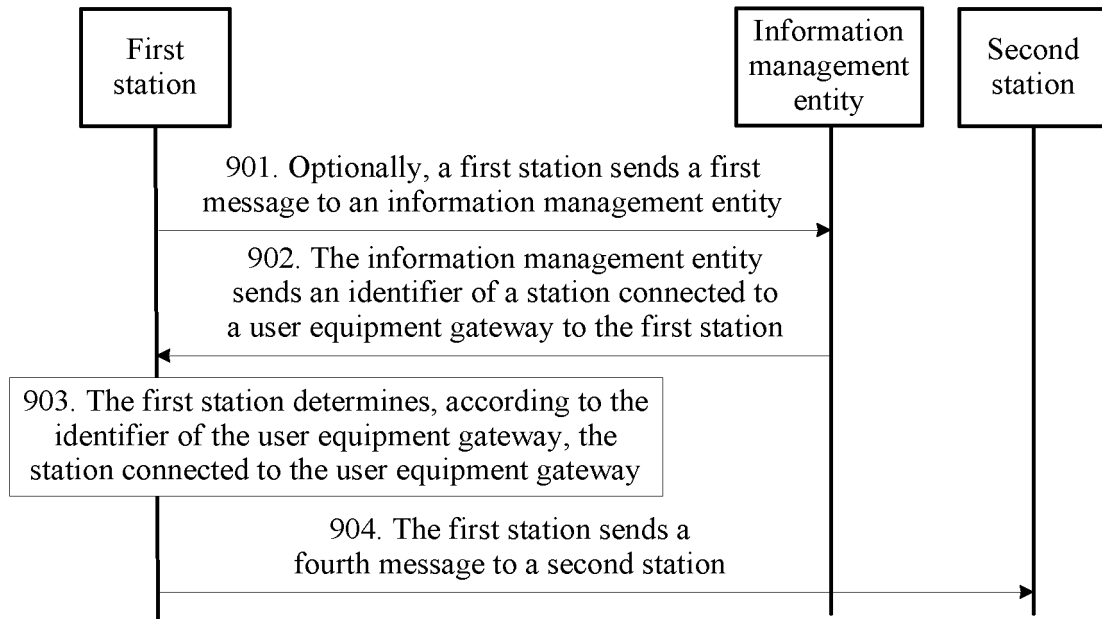 First
station
Information
management
entity
Second
station
901. Optionally, a first station sends a first
message to an information management entity
902. The information management entity
sends an identifier of a station connected to
a user equipment gateway to the first station
903. The first station determines, according to the
identifier of the user equipment gateway, the
station connected to the user equipment gateway
904. The first station sends a
fourth message to a second station